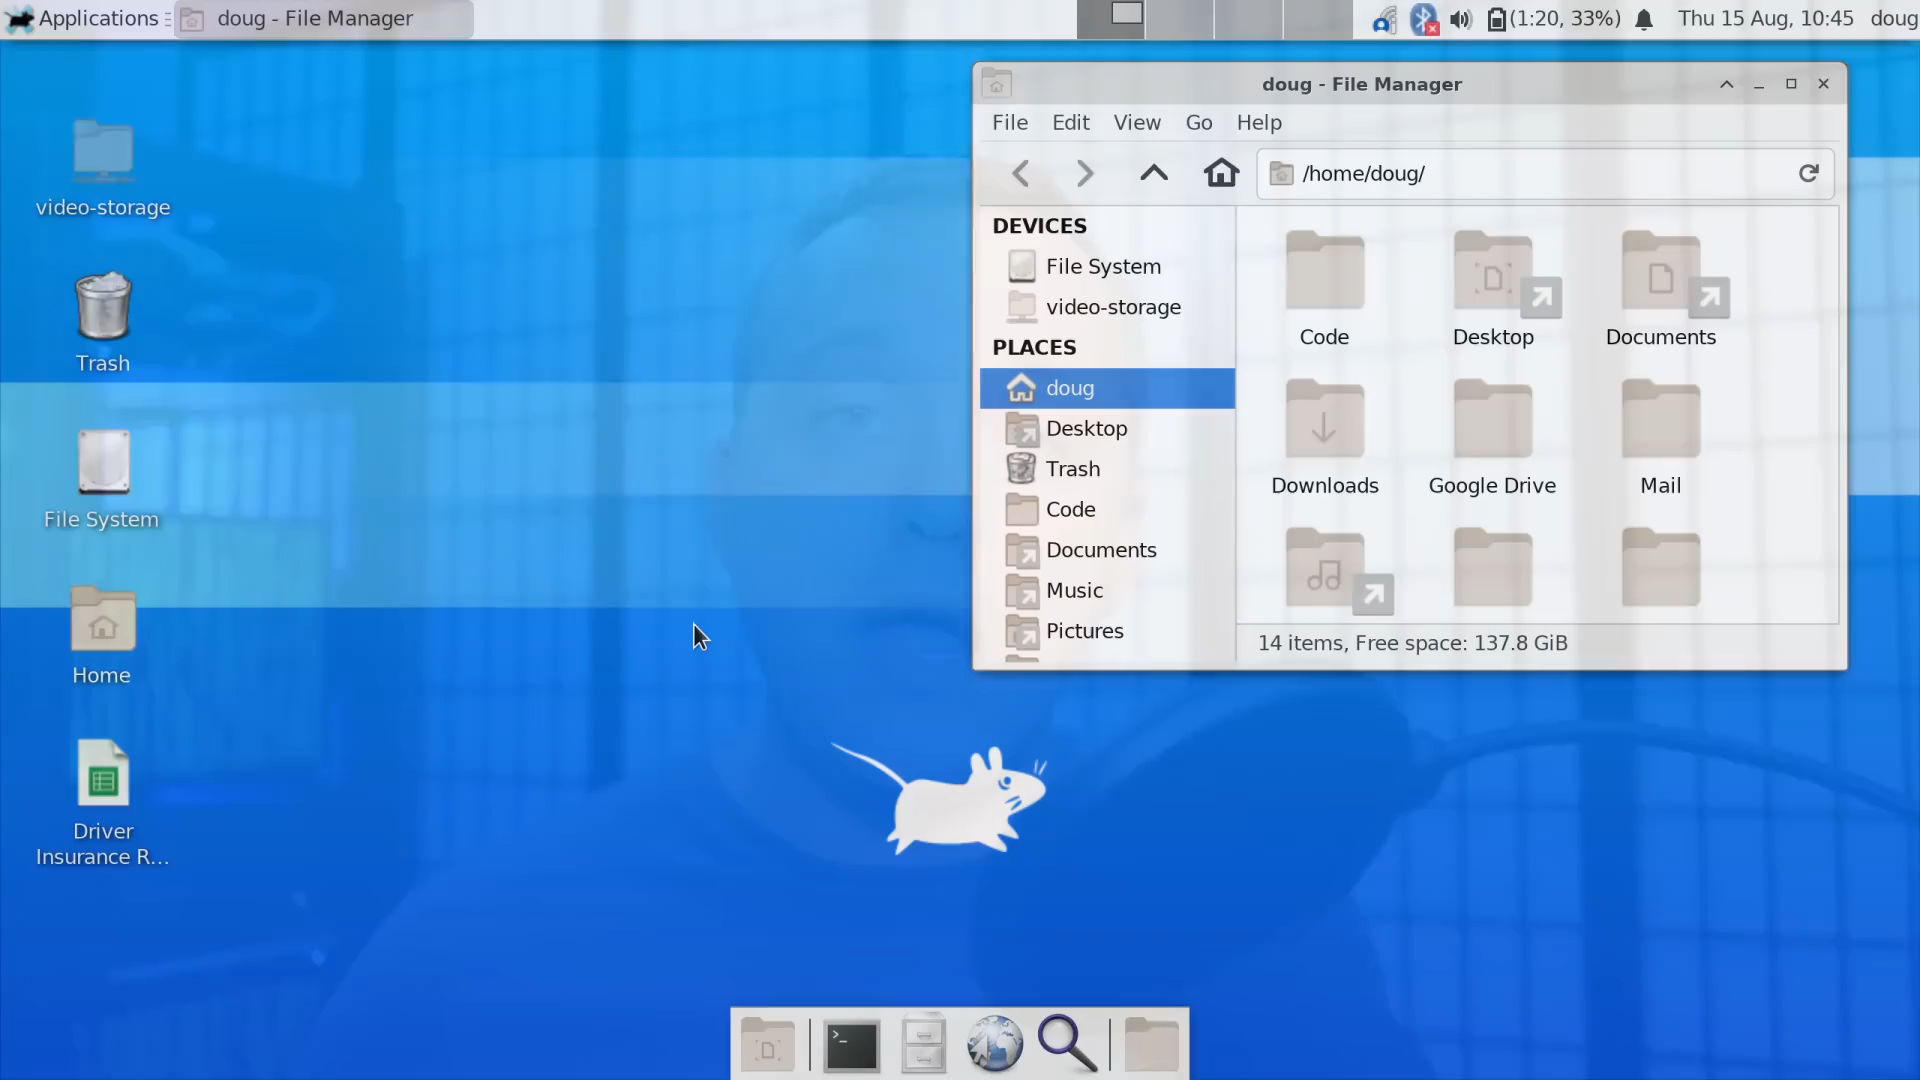 Applications
doug - File Manager
(1:20, 33%)
Thu 15 Aug, 10:45
doug
video-storage
Trash
File System
Home
Driver
Insurance R...
doug - File Manager
File Edit View Go Help
/home/doug/
DEVICES
File System
video-storage
PLACES
doug
Desktop
Trash
Code
Documents
Music
Pictures
Code
Desktop
Documents
Downloads
Google Drive
Mail
14 items, Free space: 137.8 GiB
>_